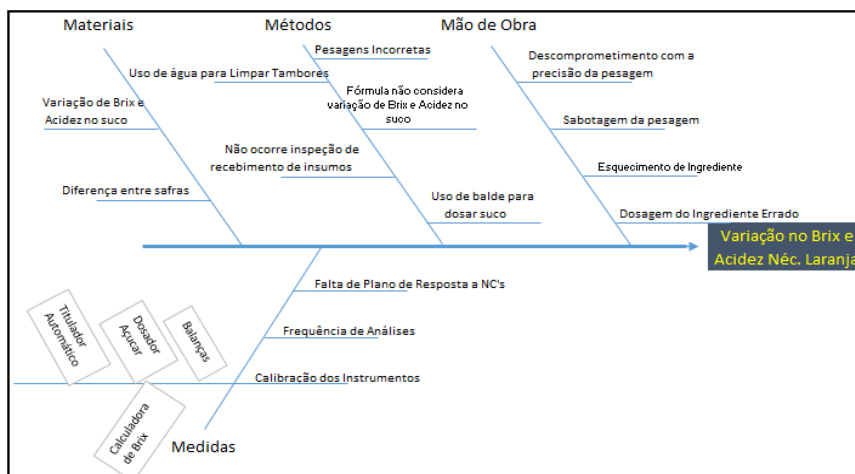 Materiais
Métodos
Mão de Obra
Pesagens Incorretas
Uso de água para Limpar Tambores
Descomprometimento com a
precisão da pesagem
Variação de Brix e
Acidez no suco
Fórmula não considera
variação de Brix e Acidez no
suco
Sabotagem da pesagem
Não ocorre inspeção de
recebimento de insumos
Esquecimento de Ingrediente
Diferença entre safras
Uso de balde para
dosar suco
Dosagem do Ingrediente Errado
Variação no Brix e
Acidez Néc. Laranja
Falta de Plano de Resposta a NC's
Frequência de Análises
Calibração dos Instrumentos
Titulador
Automático
Dosador
Açucar
Balanças
Calculadora
de Brix
Medidas